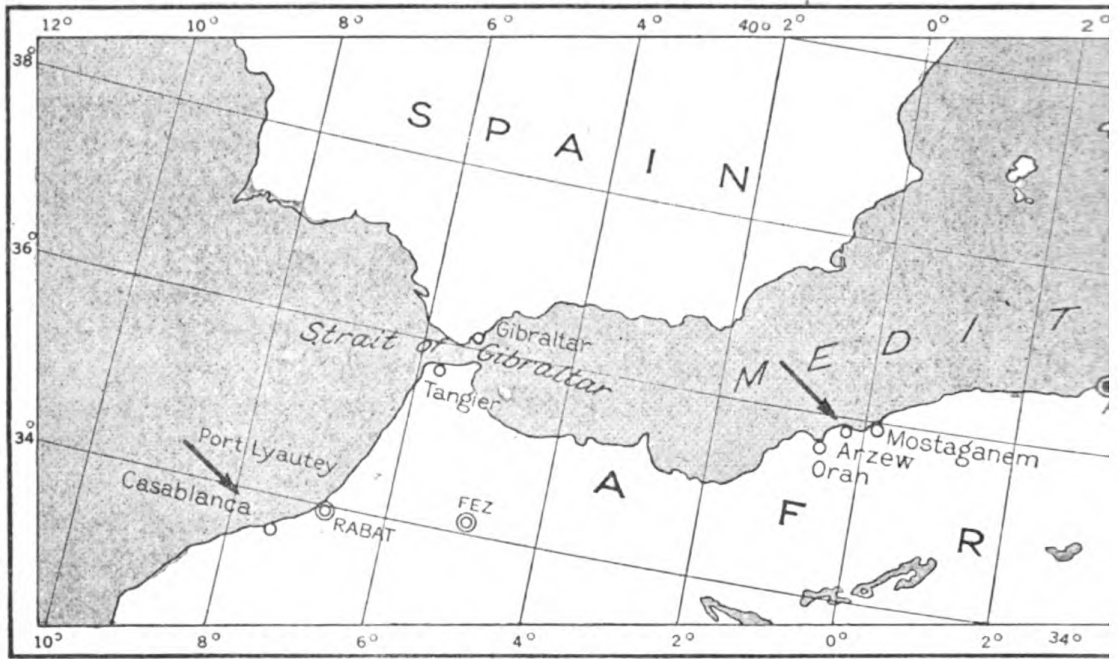 12° 10° 8° 6° 4° 40° 2° 0° 2°
38°
SPAIN
36°
Strait of Gibraltar
Gibraltar
Tangier
MEDIT
34°
Port Lyautey
Casablanca
RABAT
FEZ
Mostaganem
Arzew
Oran
AFR
10° 8° 6° 4° 2° 0° 2° 34°